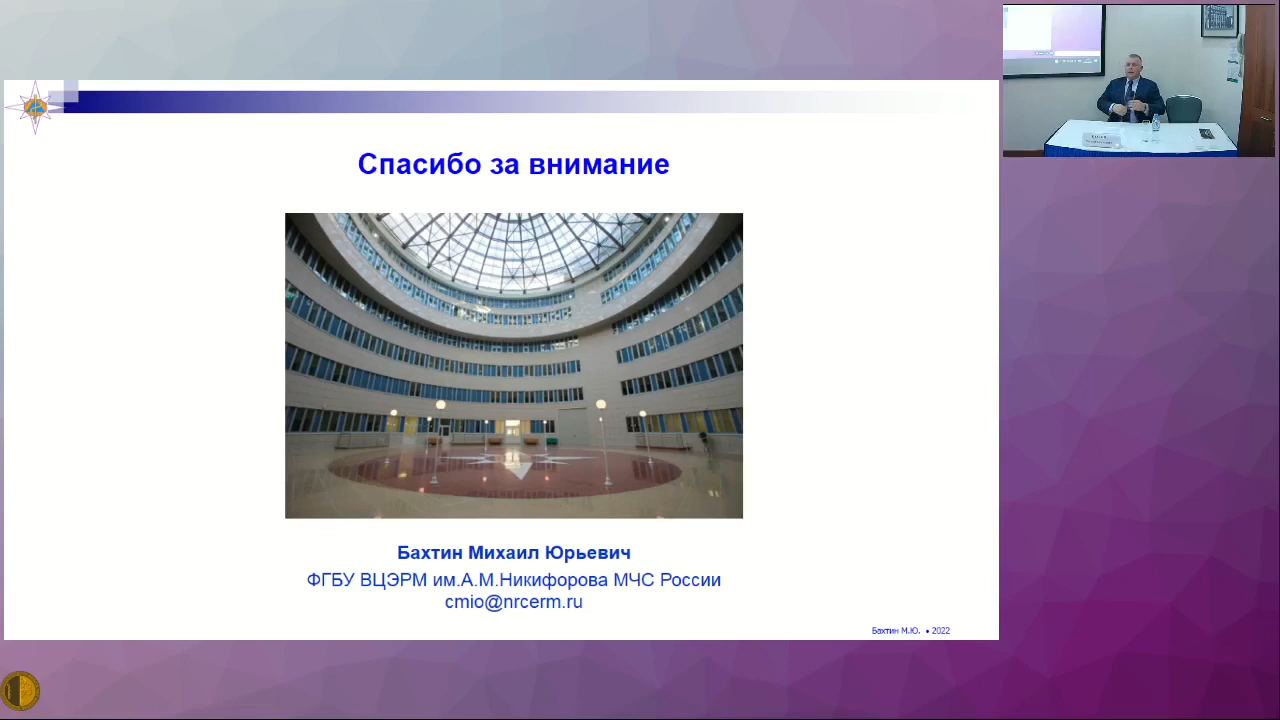 Спасибо за внимание
Бахтин Михаил Юрьевич
ФГБУ ВЦЭРМ им.А.М.Никифорова МЧС России
cmio@nrcerm.ru
Бахтин М.Ю. • 2022